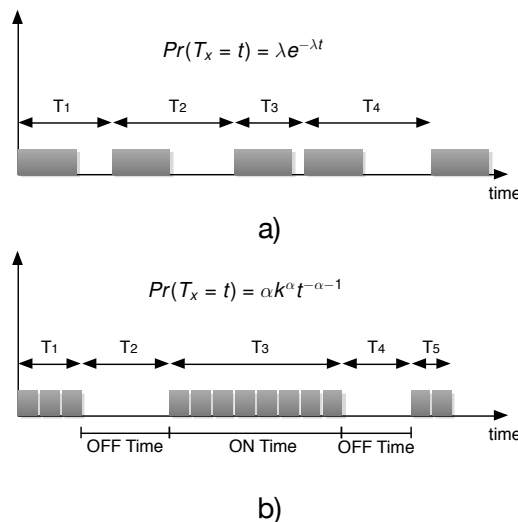 Pr(Tₓ = t) = λe^{−λt}
T₁ T₂ T₃ T₄
time
a)
Pr(Tₓ = t) = αk^αt^{−α−1}
T₁ T₂ T₃ T₄ T₅
time
OFF Time ON Time OFF Time
b)